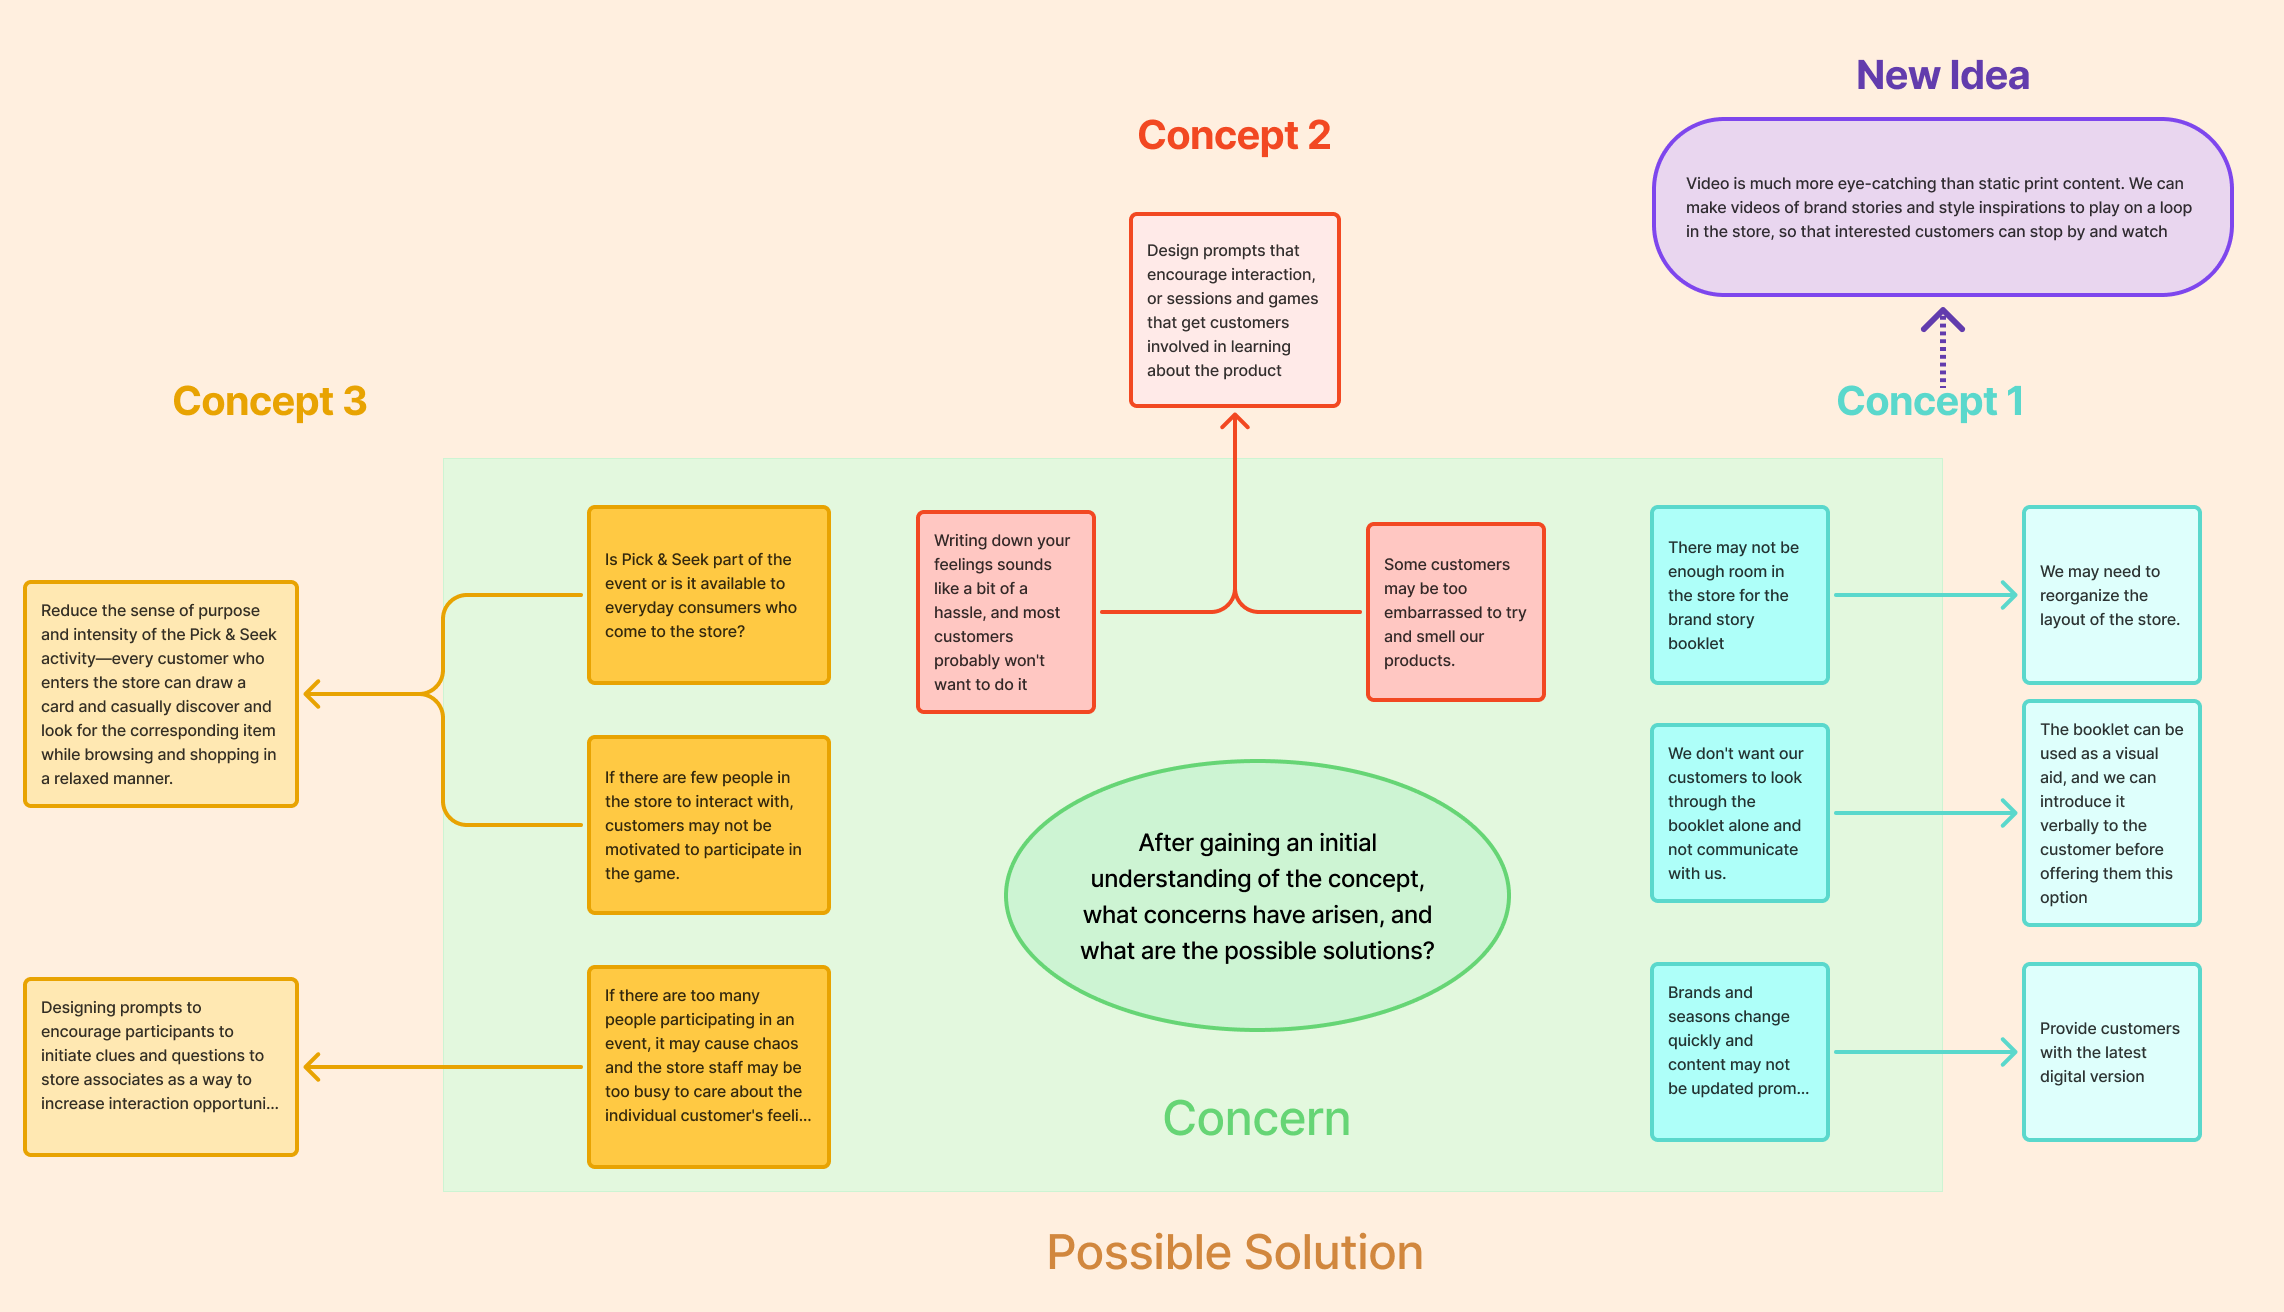 New Idea
Video is much more eye-catching than static print content. We can
make videos of brand stories and style inspirations to play on a loop
in the store, so that interested customers can stop by and watch
Concept 2
Design prompts that
encourage interaction,
or sessions and games
that get customers
involved in learning
about the product
Concept 3
Concept 1
Reduce the sense of purpose
and intensity of the Pick & Seek
activity—every customer who
enters the store can draw a
card and casually discover and
look for the corresponding item
while browsing and shopping in
a relaxed manner.
Is Pick & Seek part of the
event or is it available to
everyday consumers who
come to the store?
If there are few people in
the store to interact with,
customers may not be
motivated to participate in
the game.
Designing prompts to
encourage participants to
initiate clues and questions to
store associates as a way to
increase interaction opportuni...
If there are too many
people participating in an
event, it may cause chaos
and the store staff may be
too busy to care about the
individual customer's feeli...
Writing down your
feelings sounds
like a bit of a
hassle, and most
customers
probably won't
want to do it
Some customers
may be too
embarrassed to try
and smell our
products.
After gaining an initial
understanding of the concept,
what concerns have arisen, and
what are the possible solutions?
There may not be
enough room in
the store for the
brand story
booklet
We may need to
reorganize the
layout of the store.
We don't want our
customers to look
through the
booklet alone and
not communicate
with us.
The booklet can be
used as a visual
aid, and we can
introduce it
verbally to the
customer before
offering them this
option
Brands and
seasons change
quickly and
content may not
be updated prom...
Provide customers
with the latest
digital version
Concern
Possible Solution